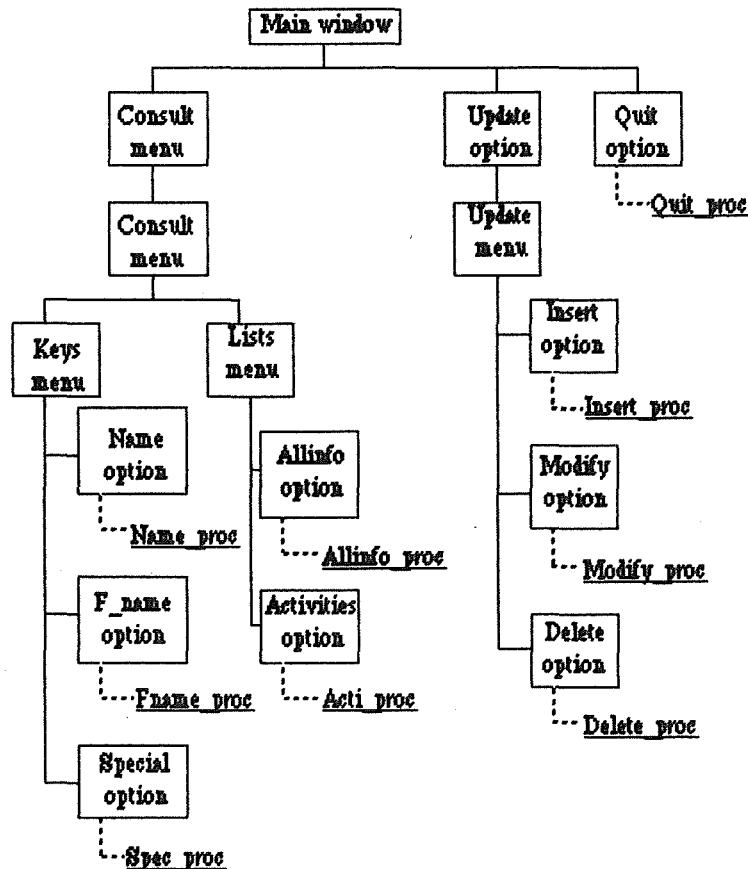 Main window
Consult
menu
Update
option
Quit
option
Quit_proc
Consult
menu
Update
menu
Keys
menu
Lists
menu
Insert
option
Insert_proc
Name
option
Name_proc
Allinfo
option
Allinfo_proc
Modify
option
Modify_proc
F_name
option
Fname_proc
Activities
option
Acti_proc
Delete
option
Delete_proc
Special
option
Spec_proc